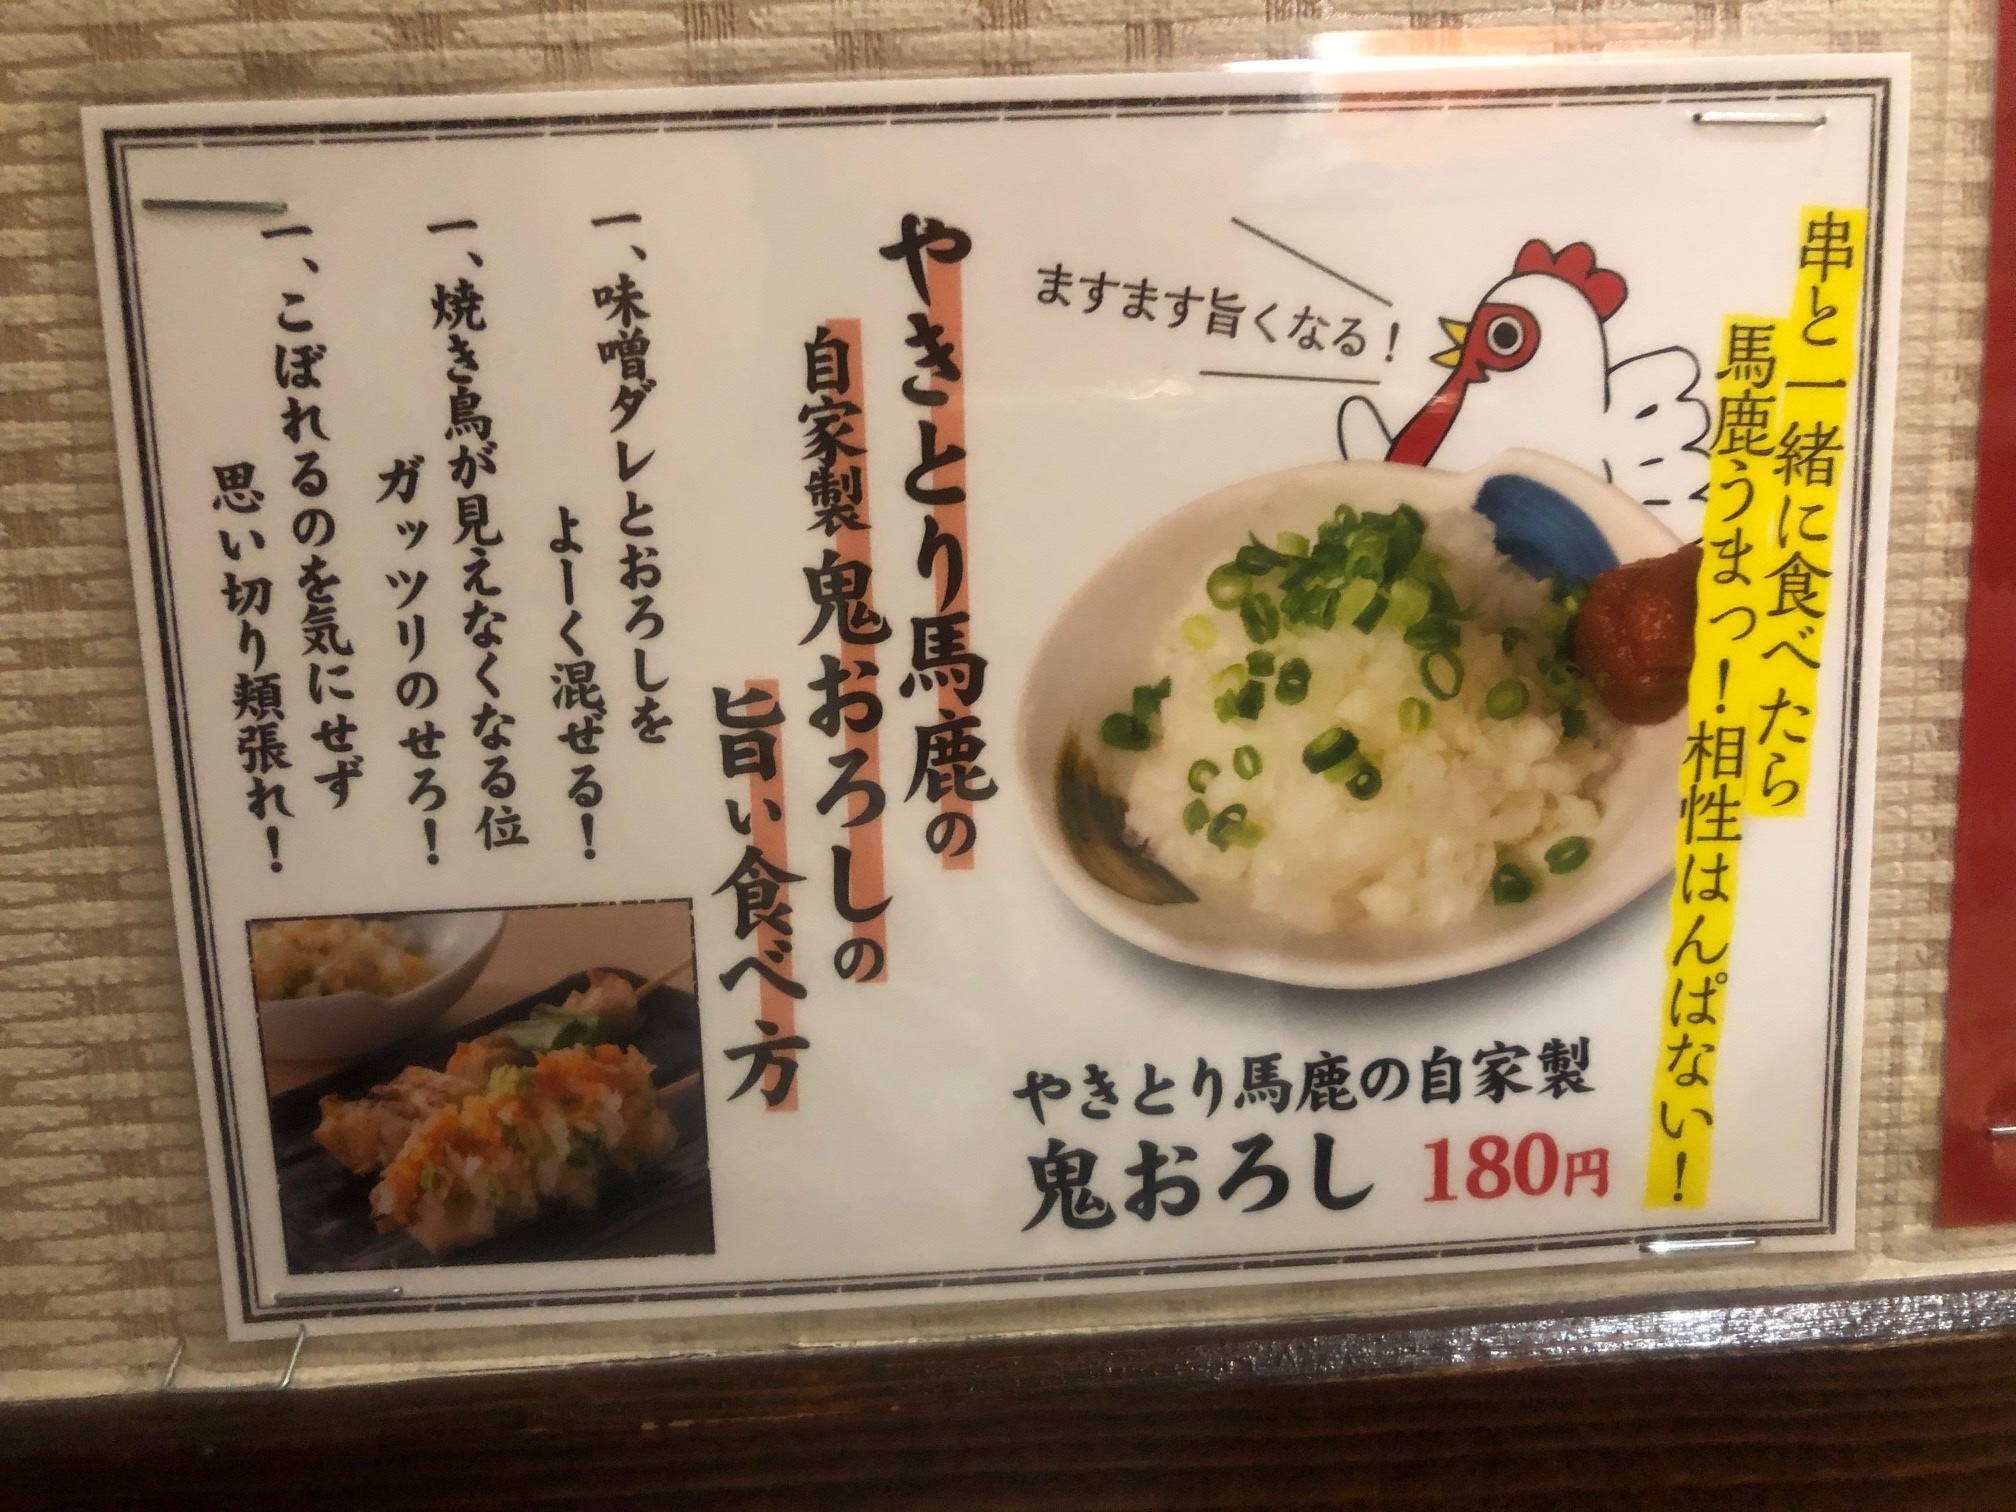 串と一緒に食べたら
馬鹿うまっ！相性はんぱない！
ますます旨くなる！
やきとり馬鹿の自家製
鬼おろし 180円
やきとり馬鹿の
自家製鬼おろしの
旨い食べ方
一、味噌ダレとおろしを
よーく混ぜる！
一、焼き鳥が見えなくなる位
ガッツリのせろ！
一、こぼれるのを気にせず
思い切り頬張れ！